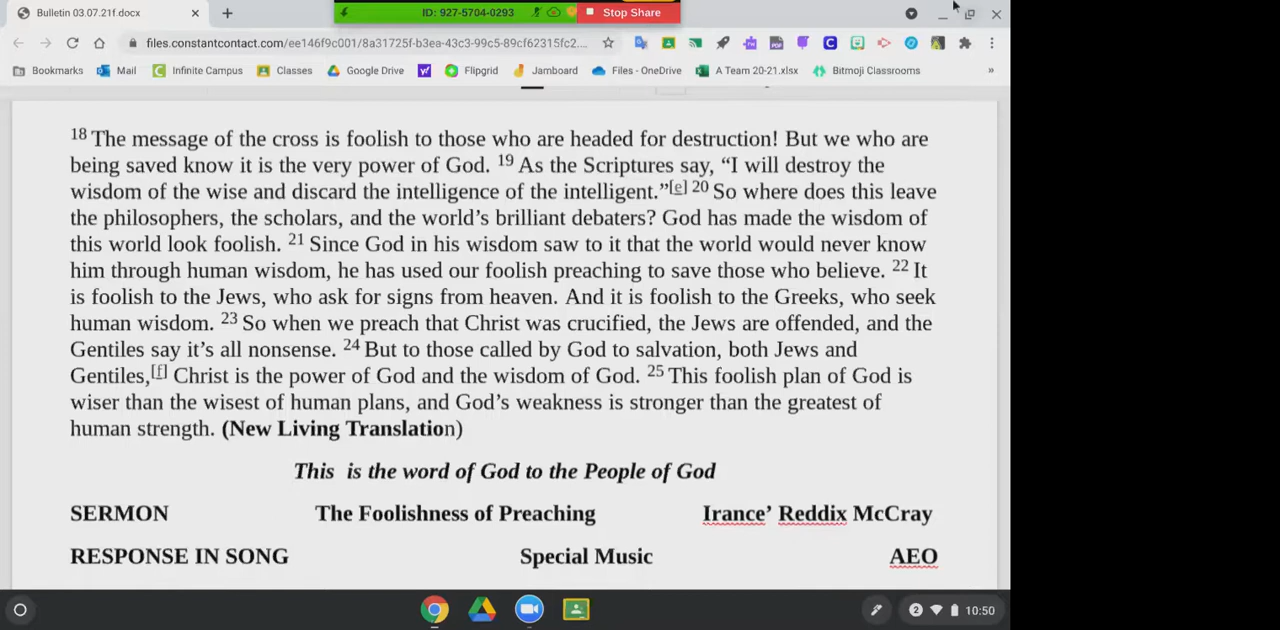 Bulletin 03.07.21f.docx
ID: 927-5704-0293 Stop Share
files.constantcontact.com/ee146f9c001/8a31725f-b3ea-43c3-99c5-89cf62315fc2...
Bookmarks Mail Infinite Campus Classes Google Drive Flipgrid Jamboard Files - OneDrive A Team 20-21.xlsx Bitmoji Classrooms »
18 The message of the cross is foolish to those who are headed for destruction! But we who are
being saved know it is the very power of God. 19 As the Scriptures say, “I will destroy the
wisdom of the wise and discard the intelligence of the intelligent.”[e] 20 So where does this leave
the philosophers, the scholars, and the world’s brilliant debaters? God has made the wisdom of
this world look foolish. 21 Since God in his wisdom saw to it that the world would never know
him through human wisdom, he has used our foolish preaching to save those who believe. 22 It
is foolish to the Jews, who ask for signs from heaven. And it is foolish to the Greeks, who seek
human wisdom. 23 So when we preach that Christ was crucified, the Jews are offended, and the
Gentiles say it’s all nonsense. 24 But to those called by God to salvation, both Jews and
Gentiles,[f] Christ is the power of God and the wisdom of God. 25 This foolish plan of God is
wiser than the wisest of human plans, and God’s weakness is stronger than the greatest of
human strength. (New Living Translation)
This is the word of God to the People of God
SERMON The Foolishness of Preaching Irance’ Reddix McCray
RESPONSE IN SONG Special Music AEO
2 10:50